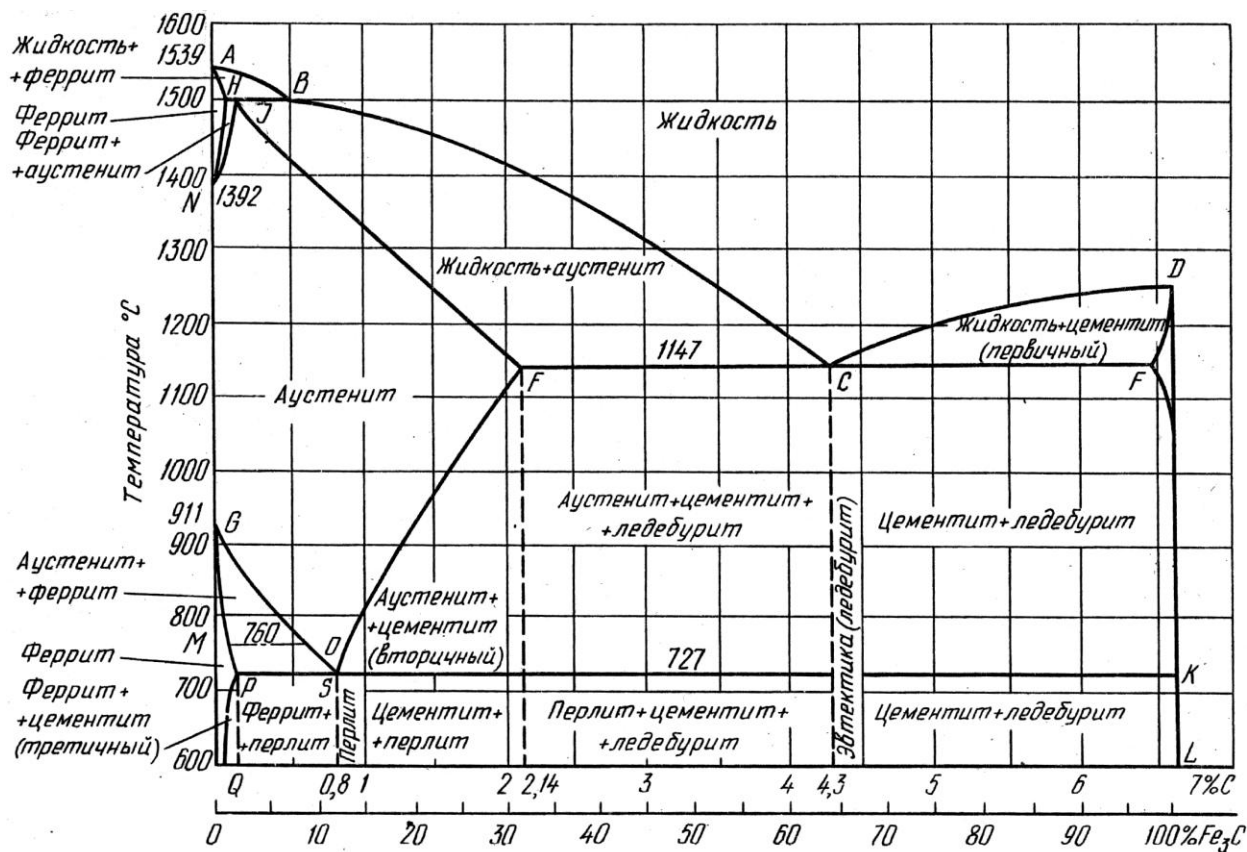 1600
1539
1500
1400
1392
1300
1200
1100
1000
911
900
800
760
700
600
Температура °С
Жидкость+
+феррит
Феррит
Феррит+
+аустенит
A
H
J
B
N
Жидкость
Жидкость+аустенит
D
Жидкость+цементит
(первичный)
1147
F
C
F
Аустенит
Аустенит+цементит+
+ледебурит
Эвтектика (ледебурит)
Цементит+ледебурит
G
Аустенит+
+феррит
M
O
Аустенит+
+цементит
(вторичный)
727
Феррит
P
S
K
Феррит+
+цементит
(третичный)
Феррит+
+перлит
Перлит
Цементит+
+перлит
Перлит+цементит+
+ледебурит
Цементит+ледебурит
L
Q 0,8 1 2 2,14 3 4 4,3 5 6 7%С
0 10 20 30 40 50 60 70 80 90 100%Fe3C